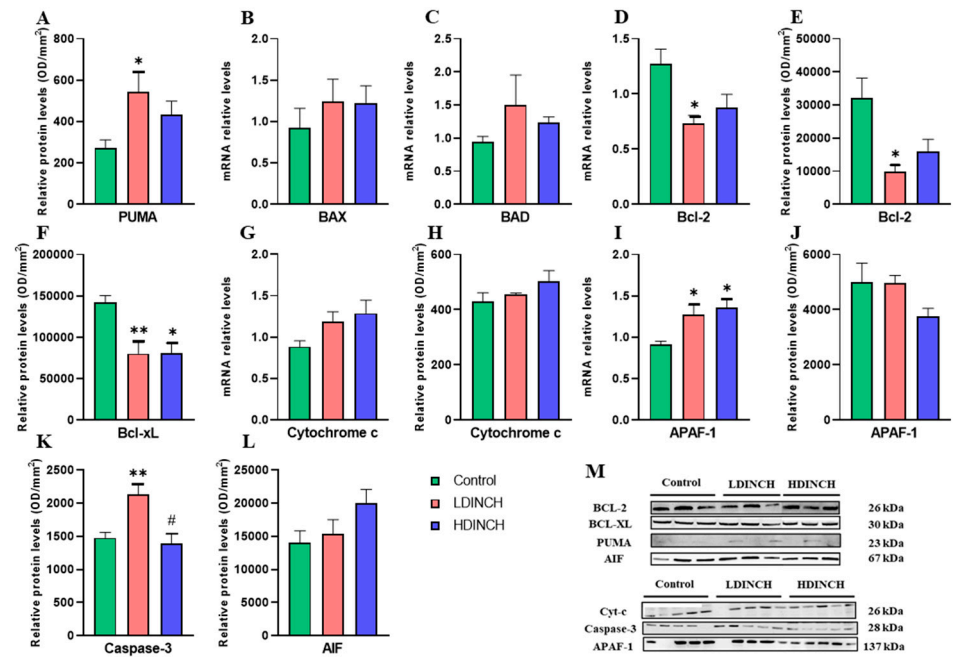 A
Relative protein levels (OD/mm²)
800
600
400
200
0
*
PUMA
B
mRNA relative levels
2.0
1.5
1.0
0.5
0.0
BAX
C
mRNA relative levels
2.0
1.5
1.0
0.5
0.0
BAD
D
mRNA relative levels
1.5
1.0
0.5
0.0
*
Bcl-2
E
Relative protein levels (OD/mm²)
40000
30000
20000
10000
0
*
Bcl-2
F
Relative protein levels (OD/mm²)
200000
150000
100000
50000
0
** *
Bcl-xL
G
mRNA relative levels
2.0
1.5
1.0
0.5
0.0
Cytochrome c
H
Relative protein levels (OD/mm²)
600
400
200
0
Cytochrome c
I
mRNA relative levels
2.0
1.5
1.0
0.5
0.0
* *
APAF-1
J
Relative protein levels (OD/mm²)
6000
4000
2000
0
APAF-1
K
Relative protein levels (OD/mm²)
2500
2000
1500
1000
500
0
** #
Caspase-3
L
Relative protein levels (OD/mm²)
25000
20000
15000
10000
5000
0
AIF
Control
LDINCH
HDINCH
M
Control LDINCH HDINCH
BCL-2 26 kDa
BCL-XL 30 kDa
PUMA 23 kDa
AIF 67 kDa
Control LDINCH HDINCH
Cyt-c 26 kDa
Caspase-3 28 kDa
APAF-1 137 kDa